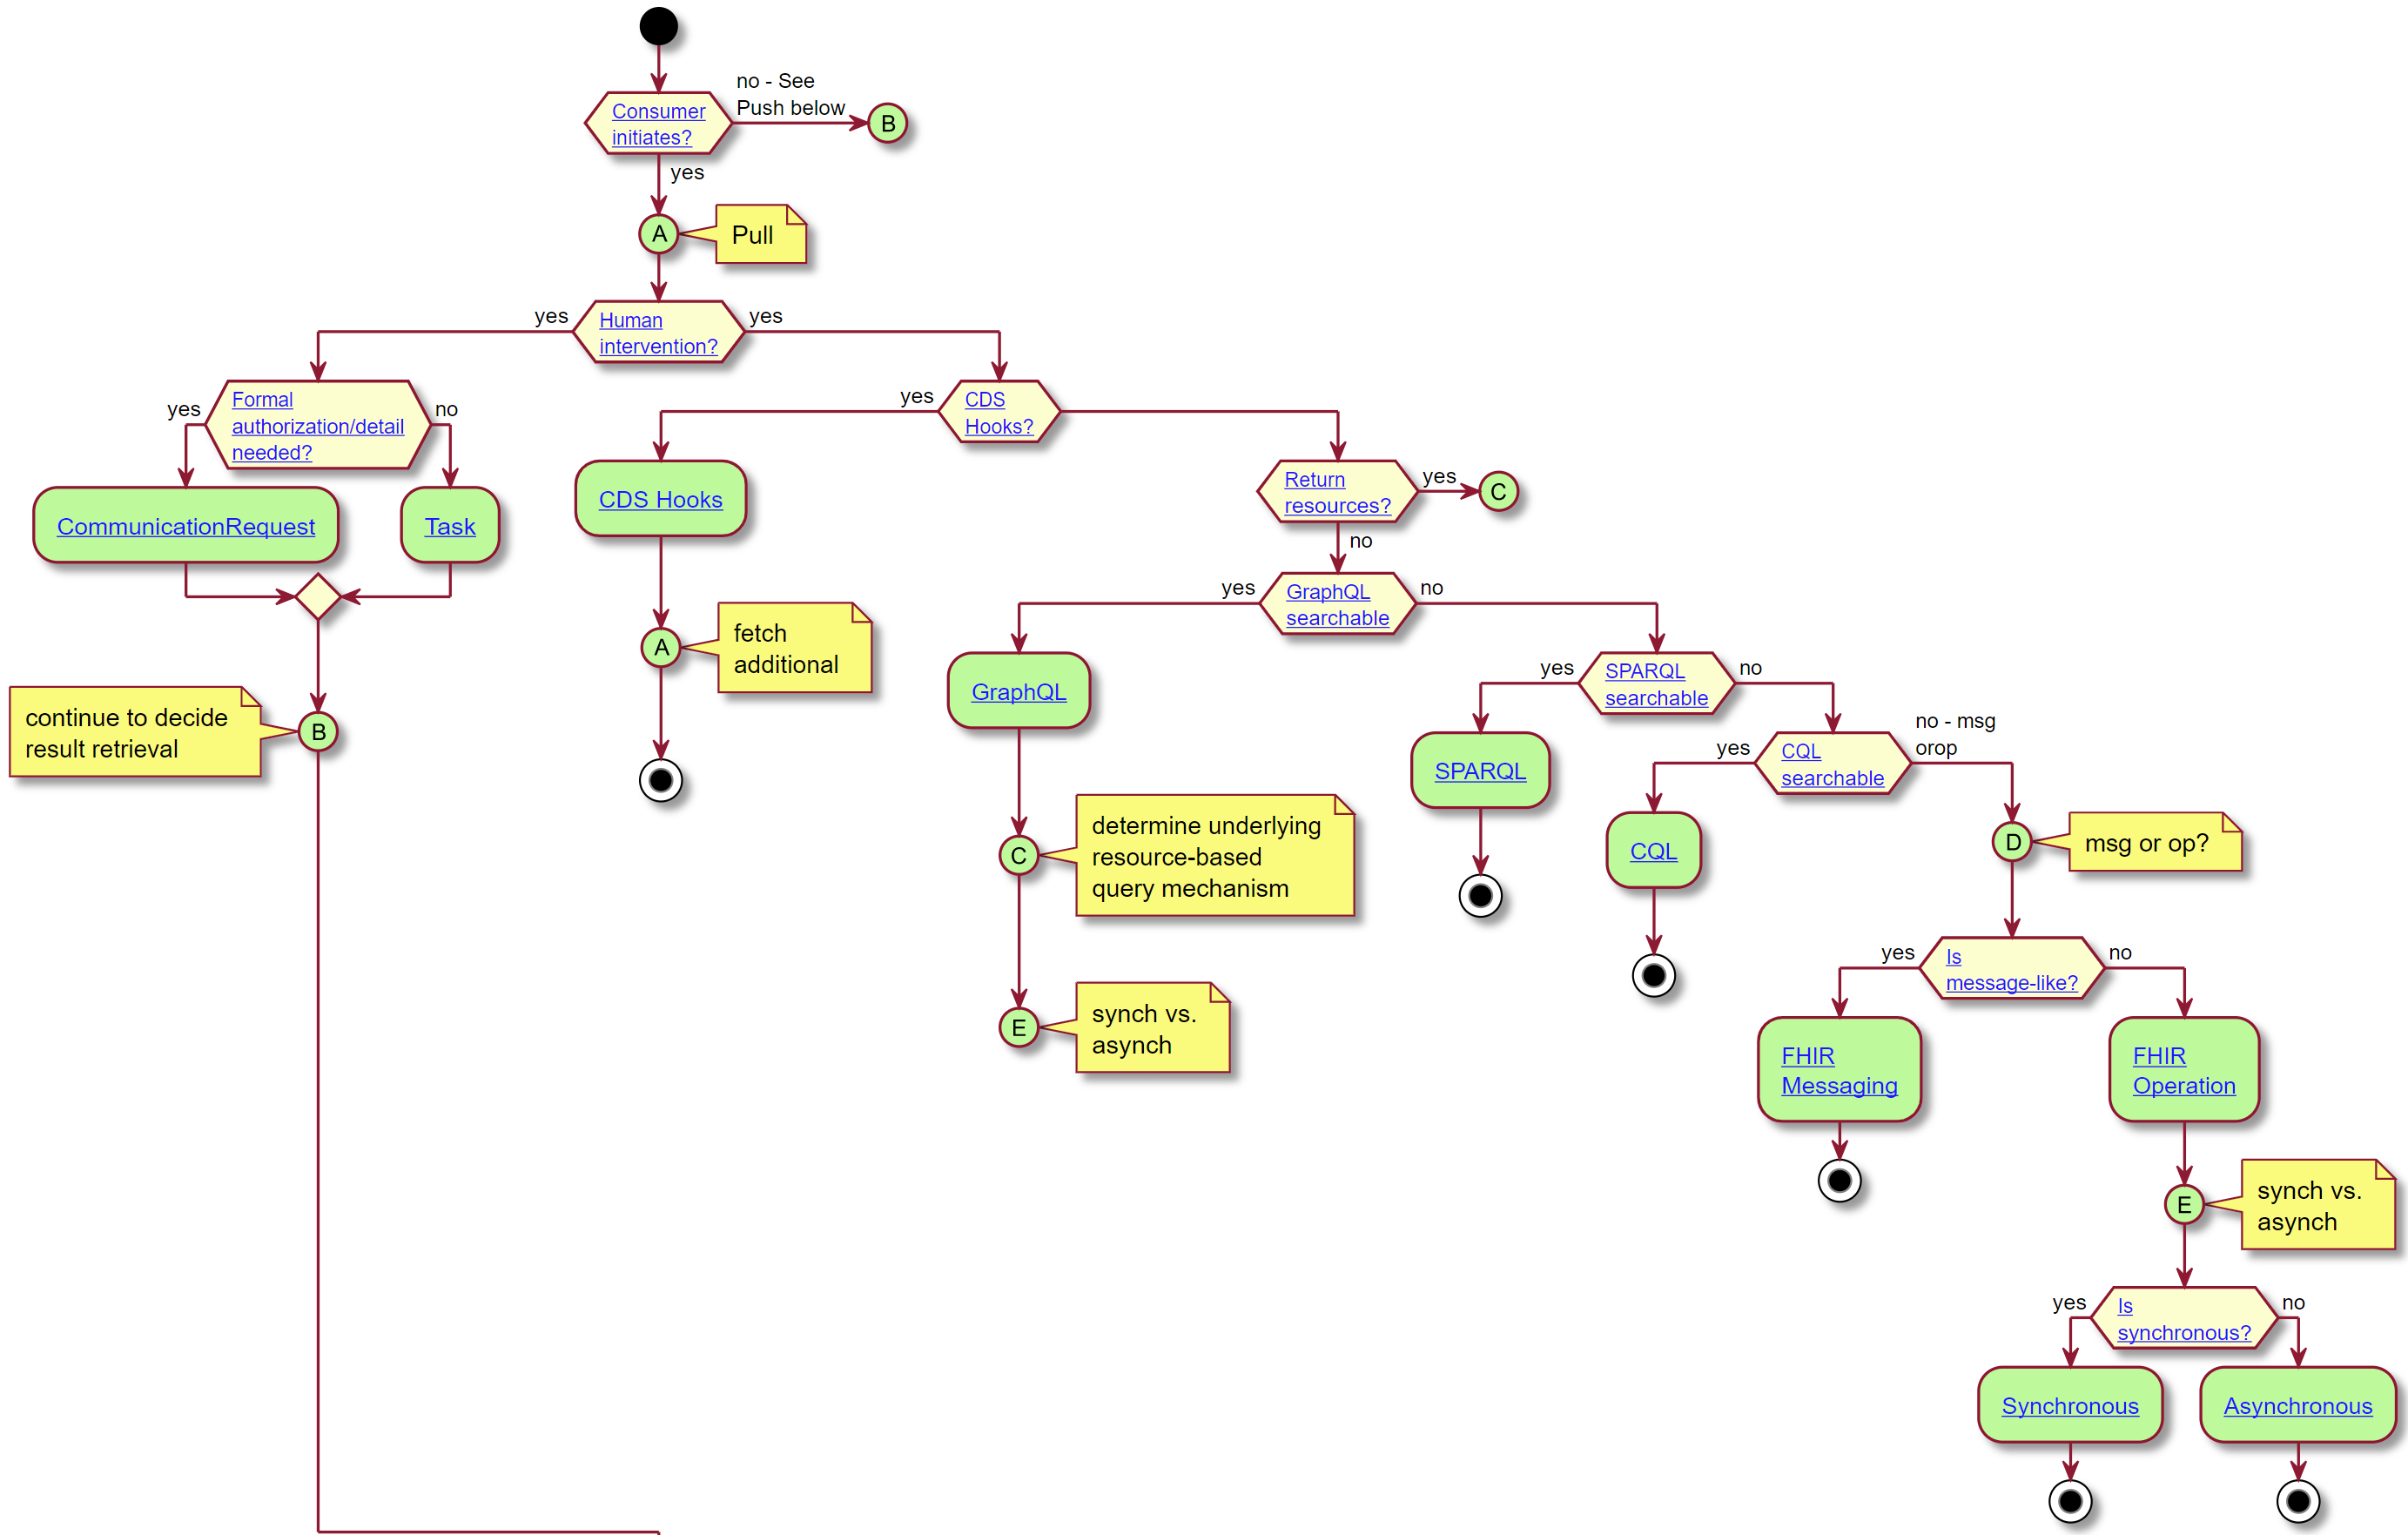 no - See
Push below
Consumer
initiates?
B
yes
A
Pull
yes
Human
intervention?
yes
Formal
authorization/detail
needed?
yes
no
yes
CDS
Hooks?
CommunicationRequest
Task
CDS Hooks
Return
resources?
yes
C
no
yes
GraphQL
searchable
no
A
fetch
additional
continue to decide
result retrieval
B
GraphQL
yes
SPARQL
searchable
no
SPARQL
yes
CQL
searchable
no - msg
orop
C
determine underlying
resource-based
query mechanism
CQL
D
msg or op?
E
synch vs.
asynch
yes
Is
message-like?
no
FHIR
Messaging
FHIR
Operation
E
synch vs.
asynch
yes
Is
synchronous?
no
Synchronous
Asynchronous